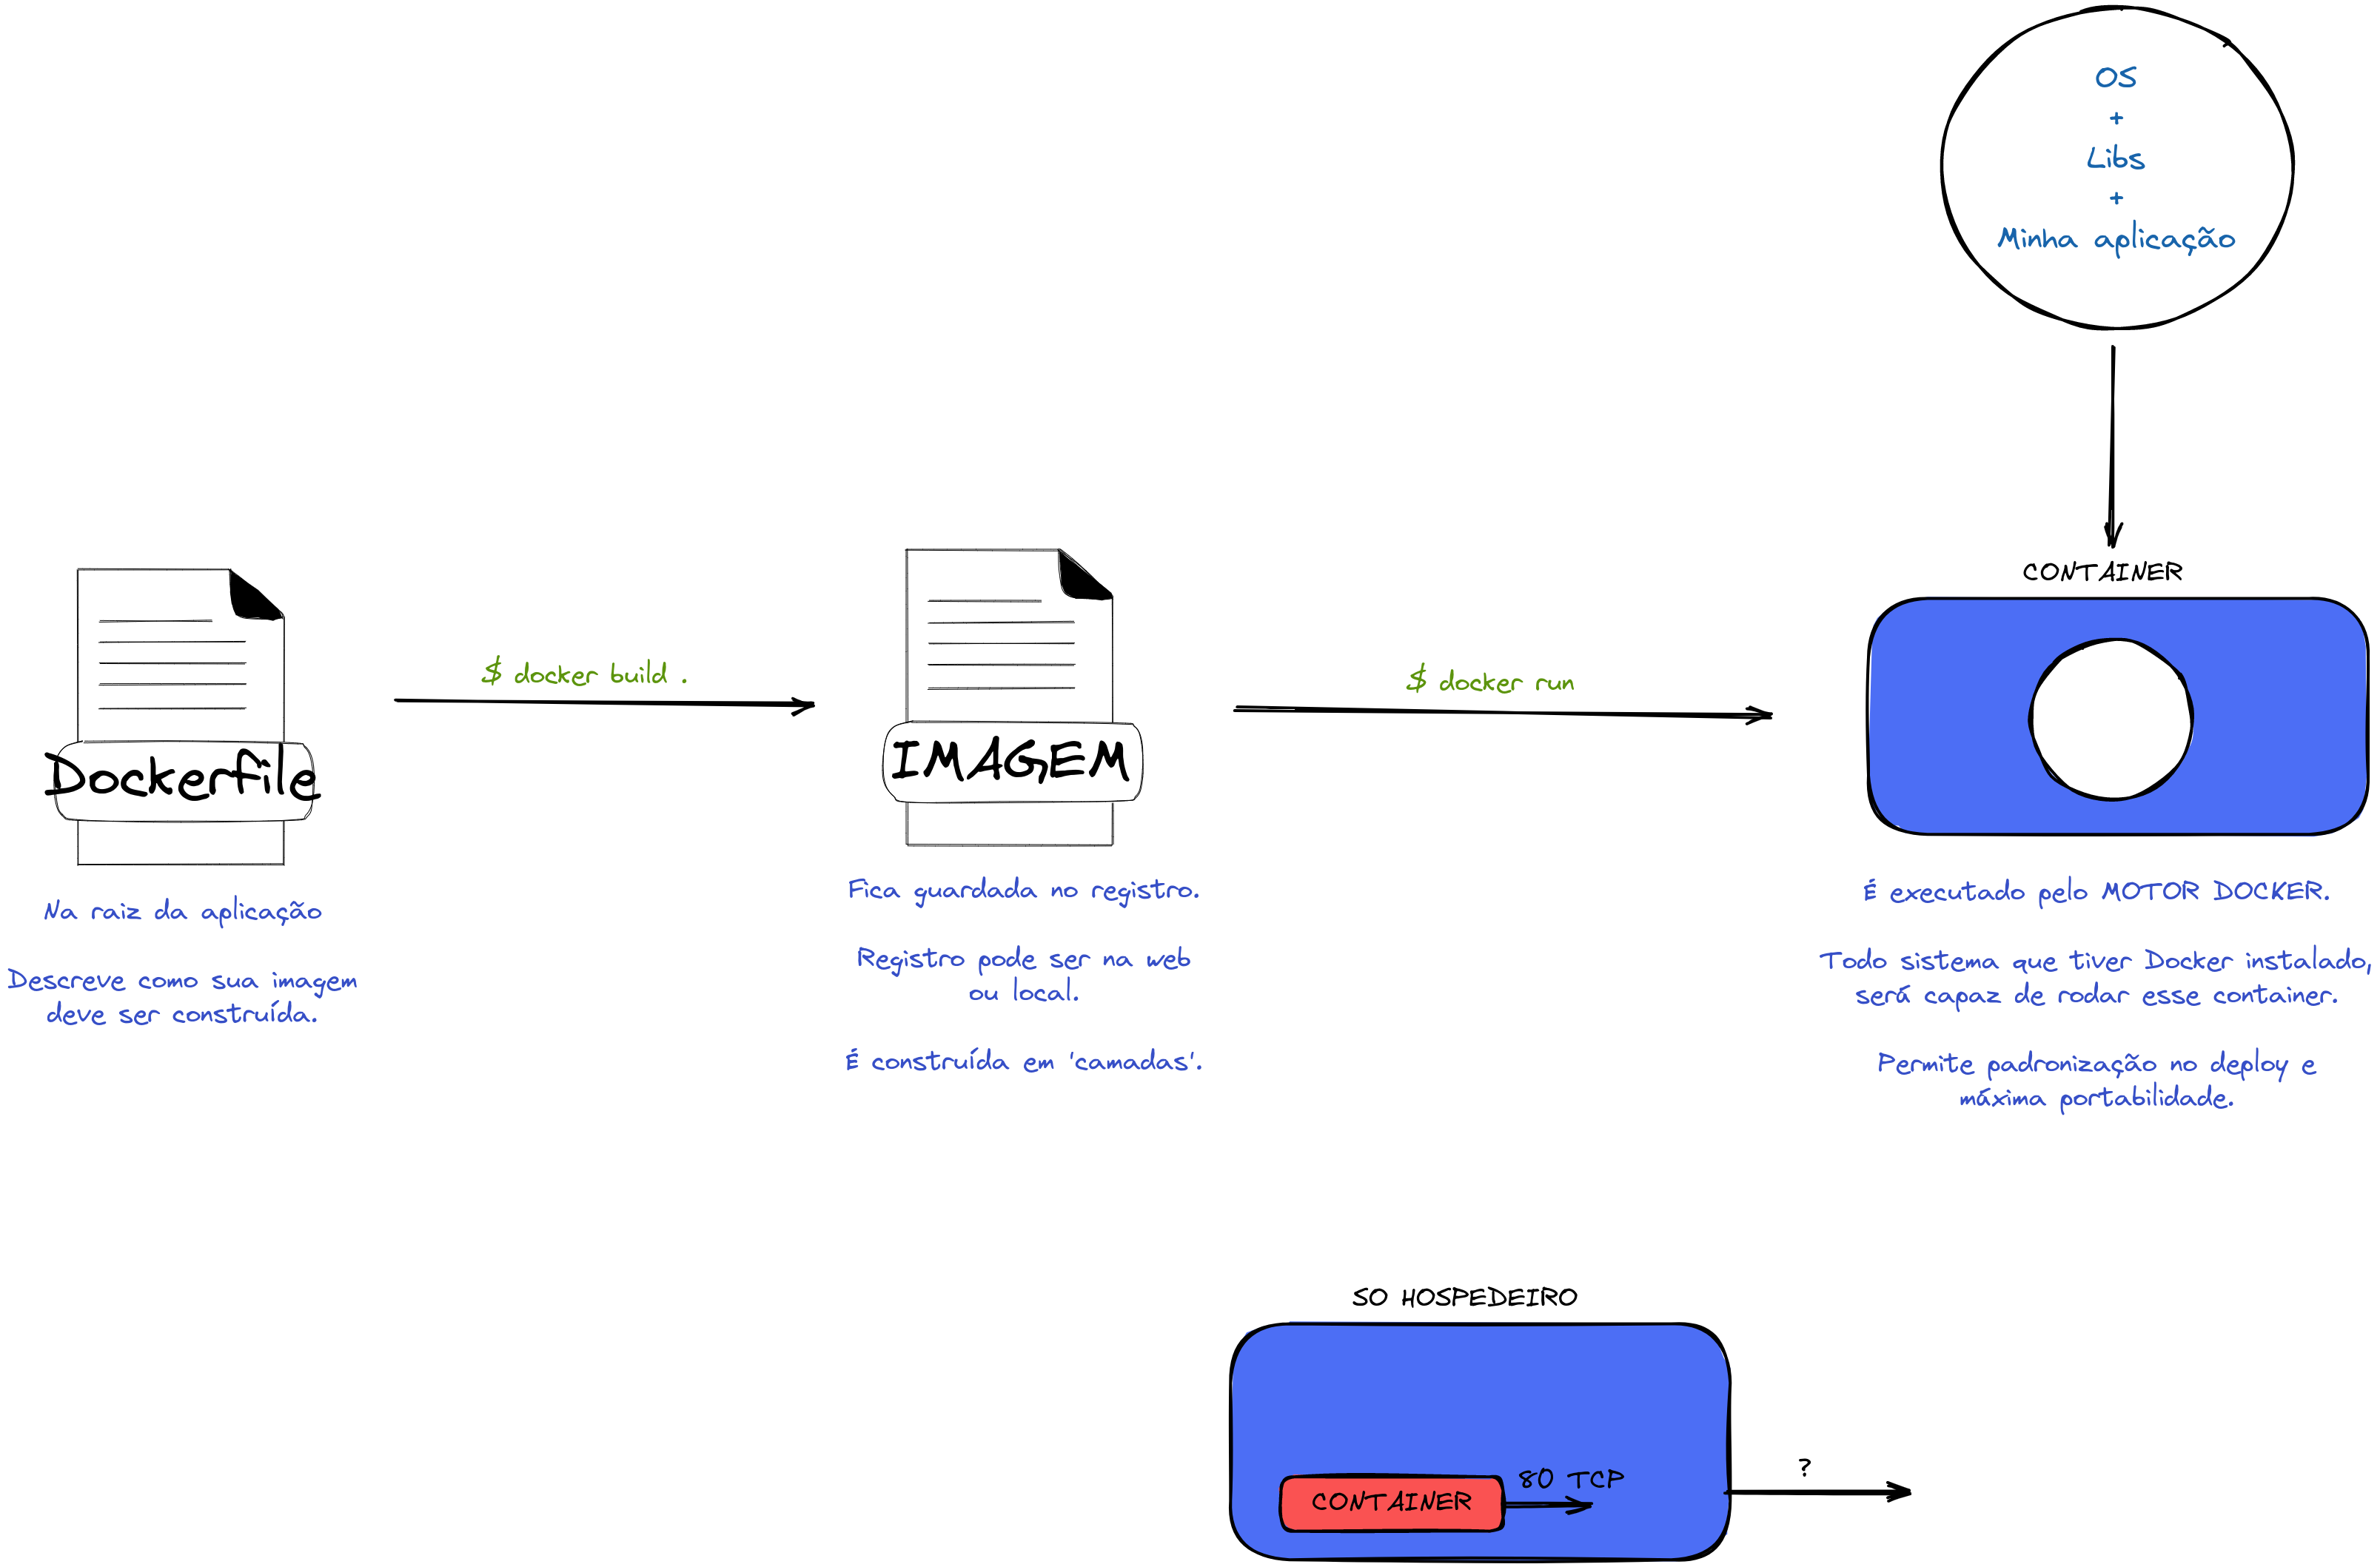 OS
+
Libs
+
Minha aplicação
CONTAINER
$ docker build .
$ docker run
Dockerfile
IMAGEM
Na raiz da aplicação
Descreve como sua imagem
deve ser construída.
Fica guardada no registro.
Registro pode ser na web
ou local.
É construída em 'camadas'.
É executado pelo MOTOR DOCKER.
Todo sistema que tiver Docker instalado,
será capaz de rodar esse container.
Permite padronização no deploy e
máxima portabilidade.
SO HOSPEDEIRO
CONTAINER
80 TCP
?